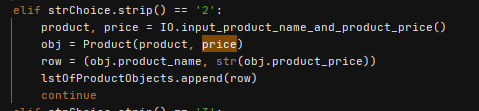 elif strChoice.strip() == '2':
    product, price = IO.input_product_name_and_product_price()
    obj = Product(product, price)
    row = (obj.product_name, str(obj.product_price))
    lstOfProductObjects.append(row)
    continue
elif strChoice.strip() == '3':